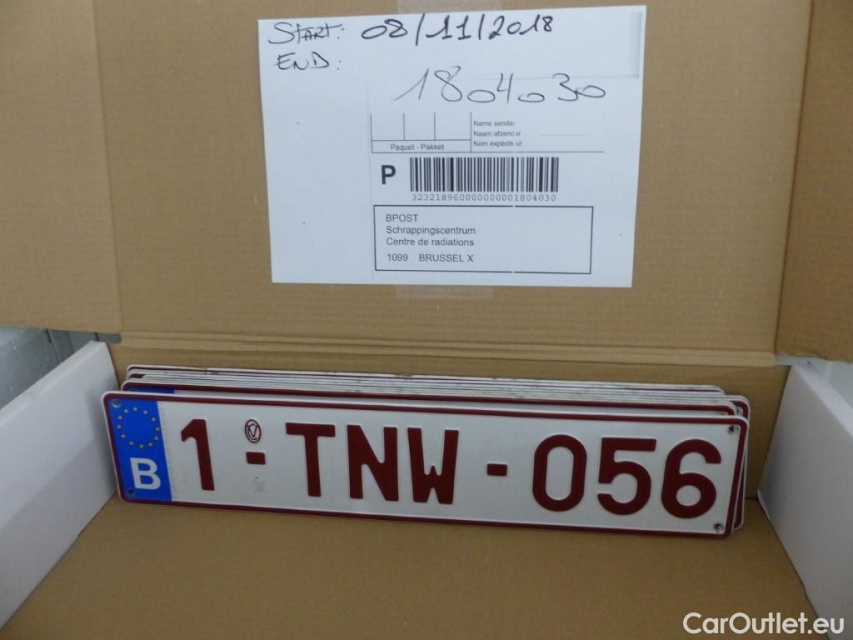 START: 08/11/2018
END:
1804030
Name sender
Naam afzender
Nom expéditeur
Paquet - Pakket
P
323218960000000001804030
BPOST
Schrappingscentrum
Centre de radiations
1099 BRUSSEL X
B 1-TNW-056
CarOutlet.eu